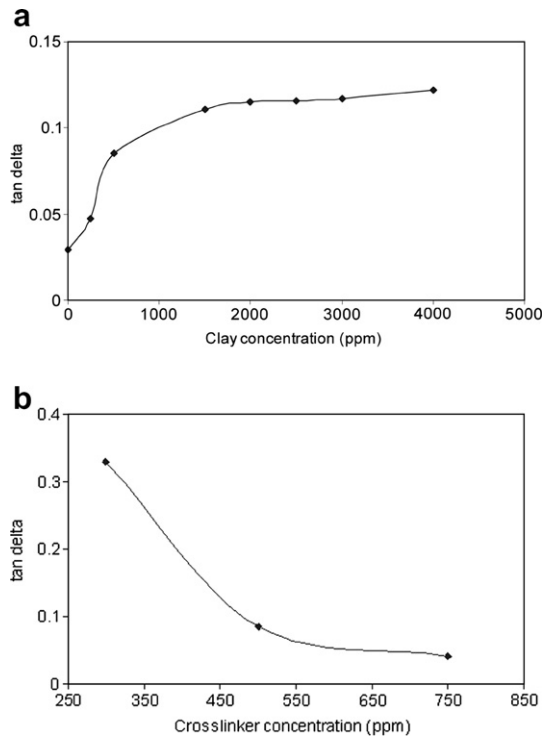 a
0.15
0.1
0.05
0
tan delta
0 1000 2000 3000 4000 5000
Clay concentration (ppm)
b
0.4
0.3
0.2
0.1
0
tan delta
250 350 450 550 650 750 850
Crosslinker concentration (ppm)